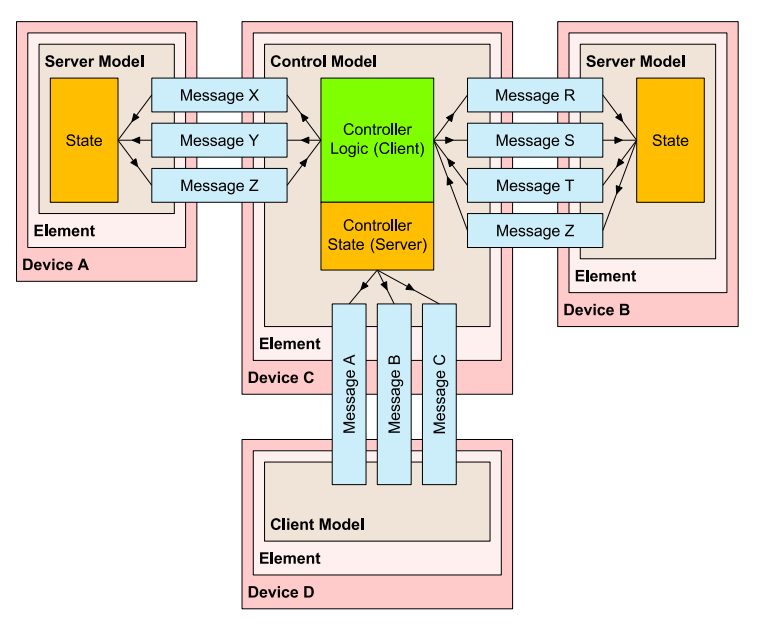 Server Model
State
Element
Device A
Message X
Message Y
Message Z
Control Model
Controller
Logic (Client)
Controller
State (Server)
Element
Device C
Message R
Message S
Message T
Message Z
Server Model
State
Element
Device B
Message A
Message B
Message C
Client Model
Element
Device D